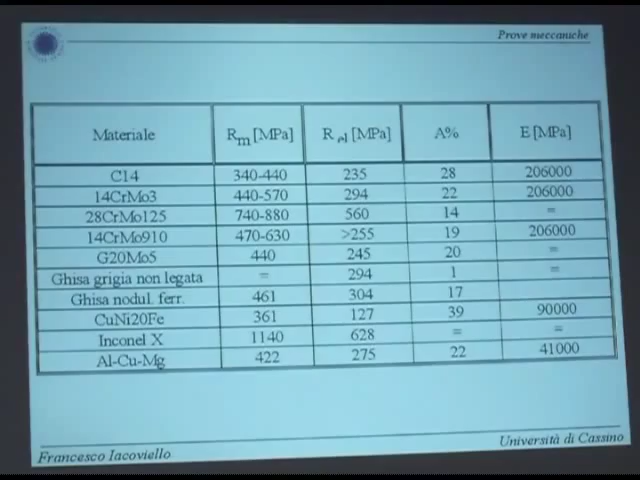 Prove meccaniche
Materiale Rm [MPa] R el [MPa] A% E [MPa]
C14 340-440 235 28 206000
14CrMo3 440-570 294 22 206000
28CrMo125 740-880 560 14 =
14CrMo910 470-630 >255 19 206000
G20Mo5 440 245 20 =
Ghisa grigia non legata = 294 1 =
Ghisa nodul. ferr. 461 304 17
CuNi20Fe 361 127 39 90000
Inconel X 1140 628 = =
Al-Cu-Mg 422 275 22 41000
Francesco Iacoviello
Università di Cassino